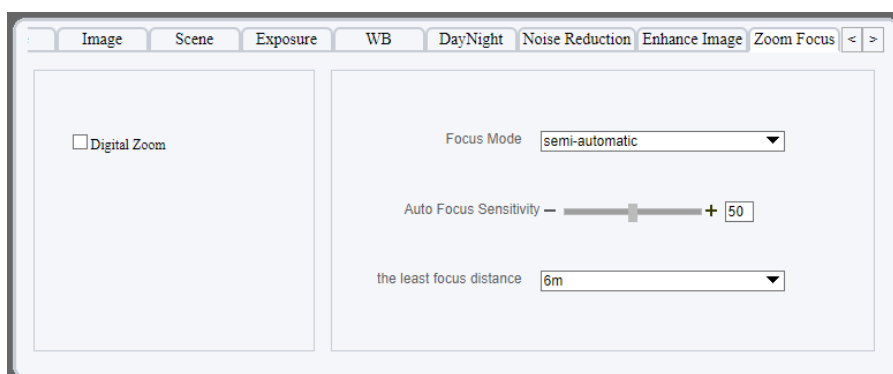 Image Scene Exposure WB DayNight Noise Reduction Enhance Image Zoom Focus < >
Digital Zoom
Focus Mode semi-automatic
Auto Focus Sensitivity − + 50
the least focus distance 6m